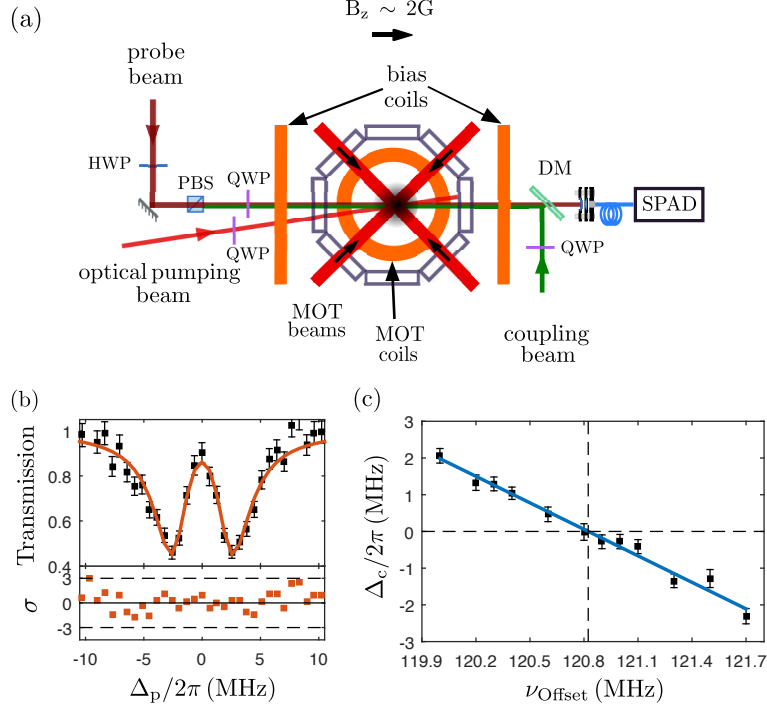 (a)
B_z ~ 2G
probe
beam
bias
coils
HWP
PBS
QWP
DM
SPAD
QWP
QWP
optical pumping
beam
MOT
beams
MOT
coils
coupling
beam
(b)
Transmission
1
0.8
0.6
0.4
σ
3
0
-3
-10 -5 0 5 10
Δ_p/2π (MHz)
(c)
Δ_c/2π (MHz)
3
2
1
0
-1
-2
-3
119.9 120.2 120.5 120.8 121.1 121.4 121.7
ν_Offset (MHz)